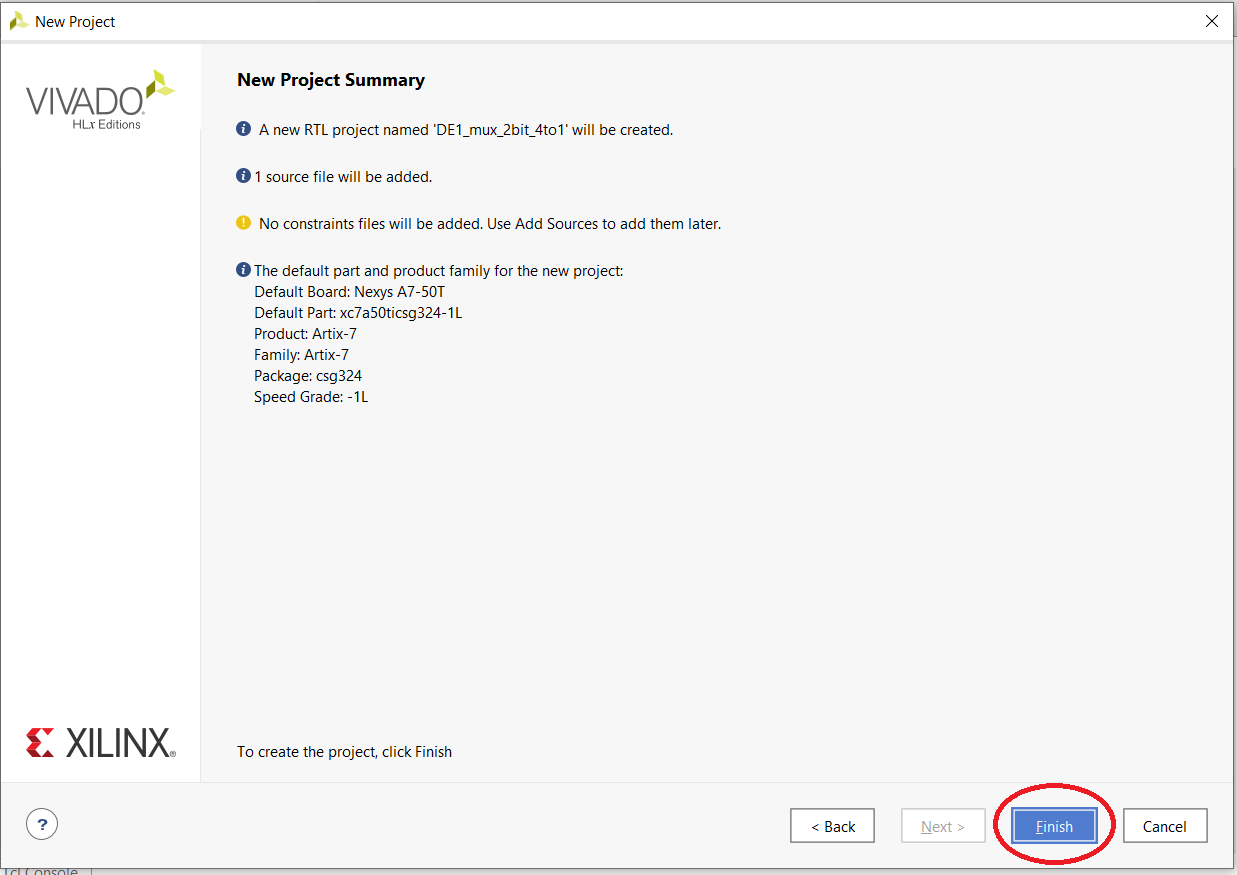 New Project
VIVADO
HLx Editions
New Project Summary
A new RTL project named 'DE1_mux_2bit_4to1' will be created.
1 source file will be added.
No constraints files will be added. Use Add Sources to add them later.
The default part and product family for the new project:
Default Board: Nexys A7-50T
Default Part: xc7a50ticsg324-1L
Product: Artix-7
Family: Artix-7
Package: csg324
Speed Grade: -1L
XILINX®
To create the project, click Finish
? < Back Next > Finish Cancel
Tcl Console